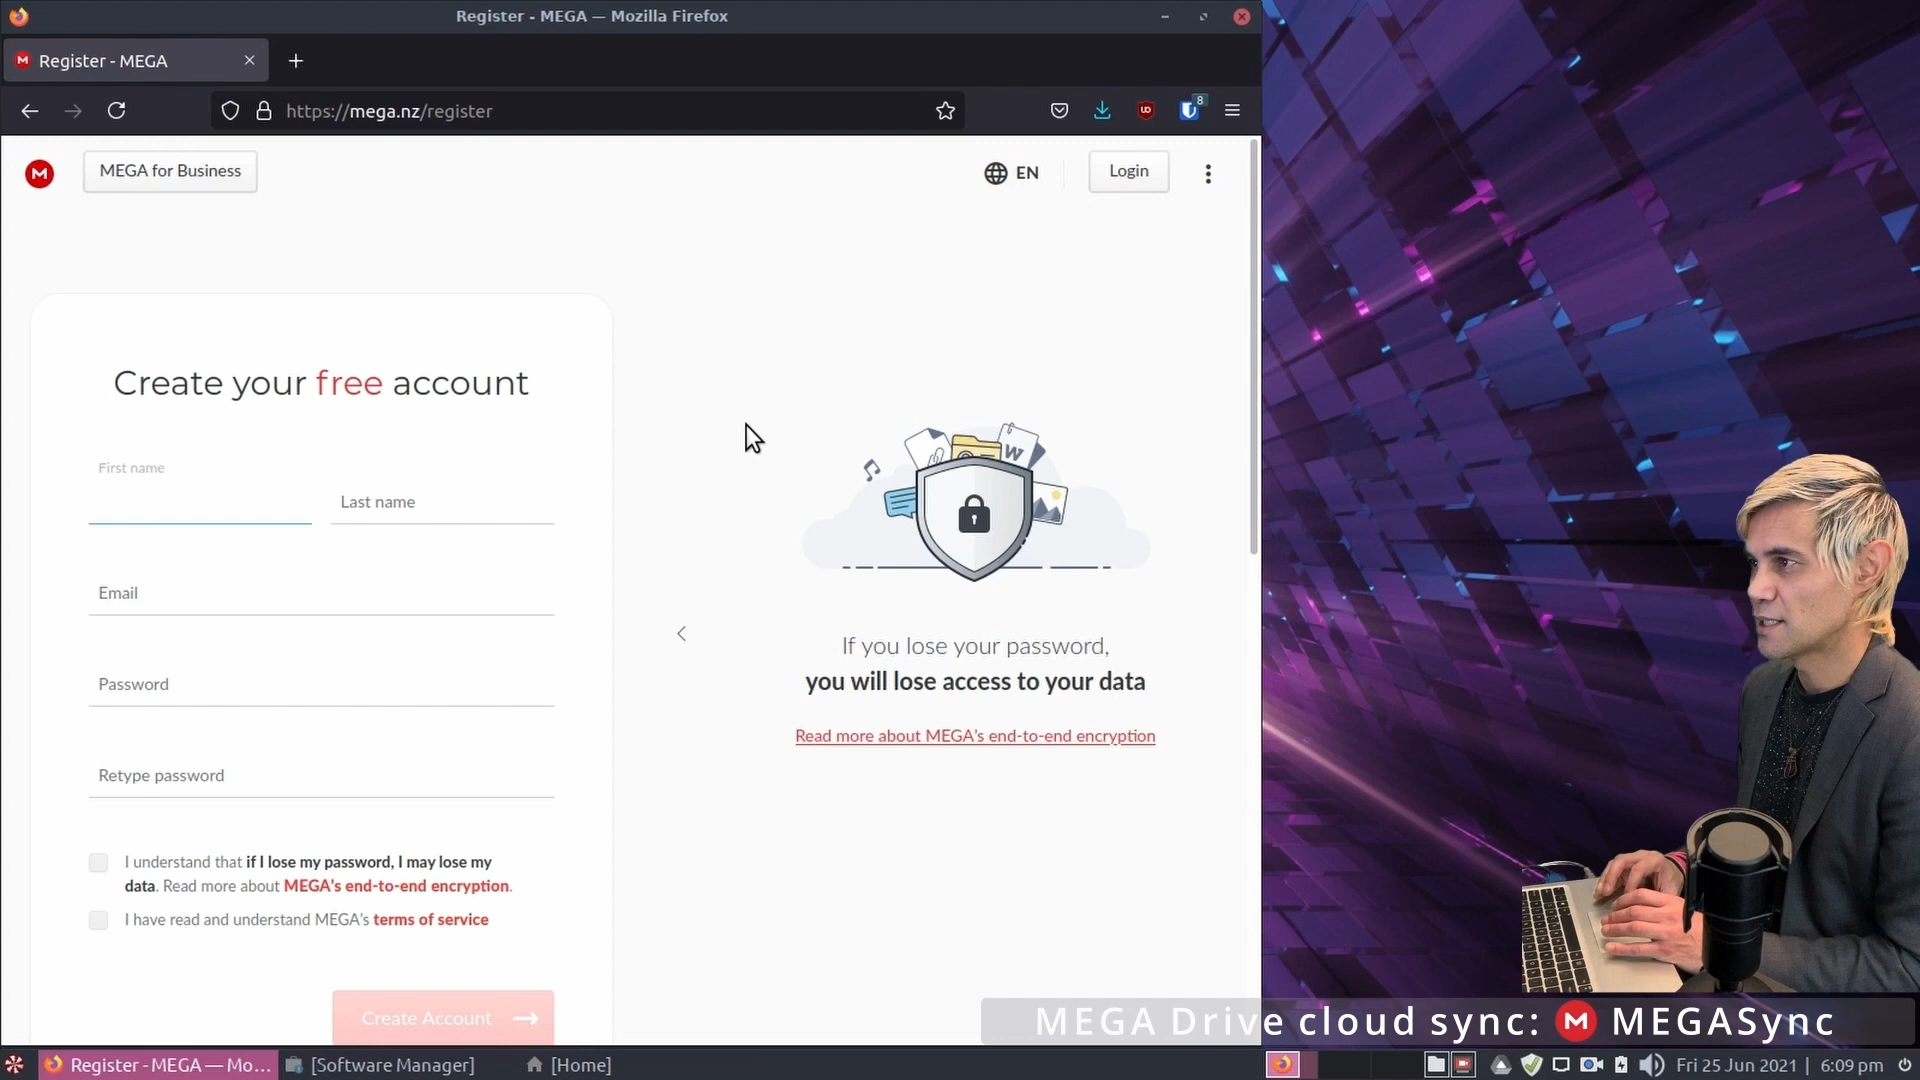 Register - MEGA — Mozilla Firefox
Register - MEGA
https://mega.nz/register
8
MEGA for Business
EN
Login
Create your free account
First name
Last name
Email
Password
Retype password
I understand that if I lose my password, I may lose my
data. Read more about MEGA's end-to-end encryption.
I have read and understand MEGA's terms of service
Create Account
W
If you lose your password,
you will lose access to your data
Read more about MEGA's end-to-end encryption
MEGA Drive cloud sync: M MEGASync
Register - MEGA — Mo...
[Software Manager]
[Home]
Fri 25 Jun 2021 | 6:09 pm